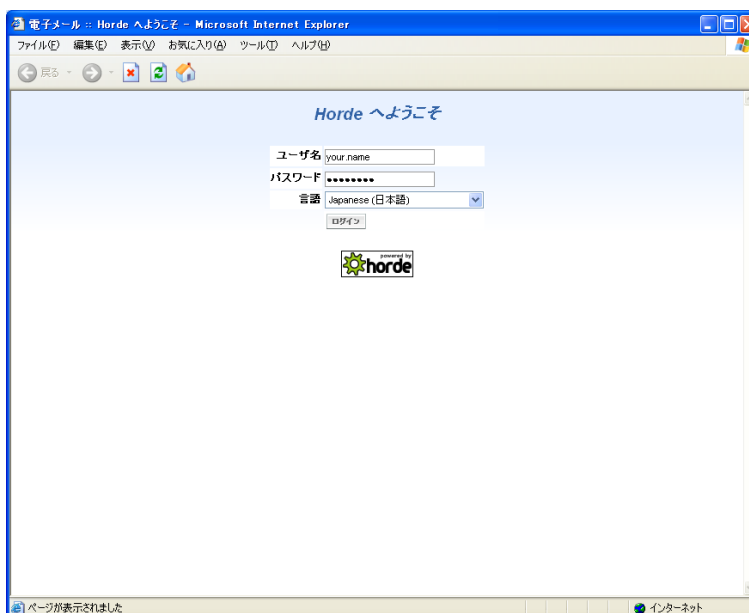 電子メール :: Horde へようこそ - Microsoft Internet Explorer
ファイル(F) 編集(E) 表示(V) お気に入り(A) ツール(T) ヘルプ(H)
戻る
Horde へようこそ
ユーザ名 your.name
パスワード ●●●●●●●●
言語 Japanese (日本語)
ログイン
powered by
horde
ページが表示されました インターネット